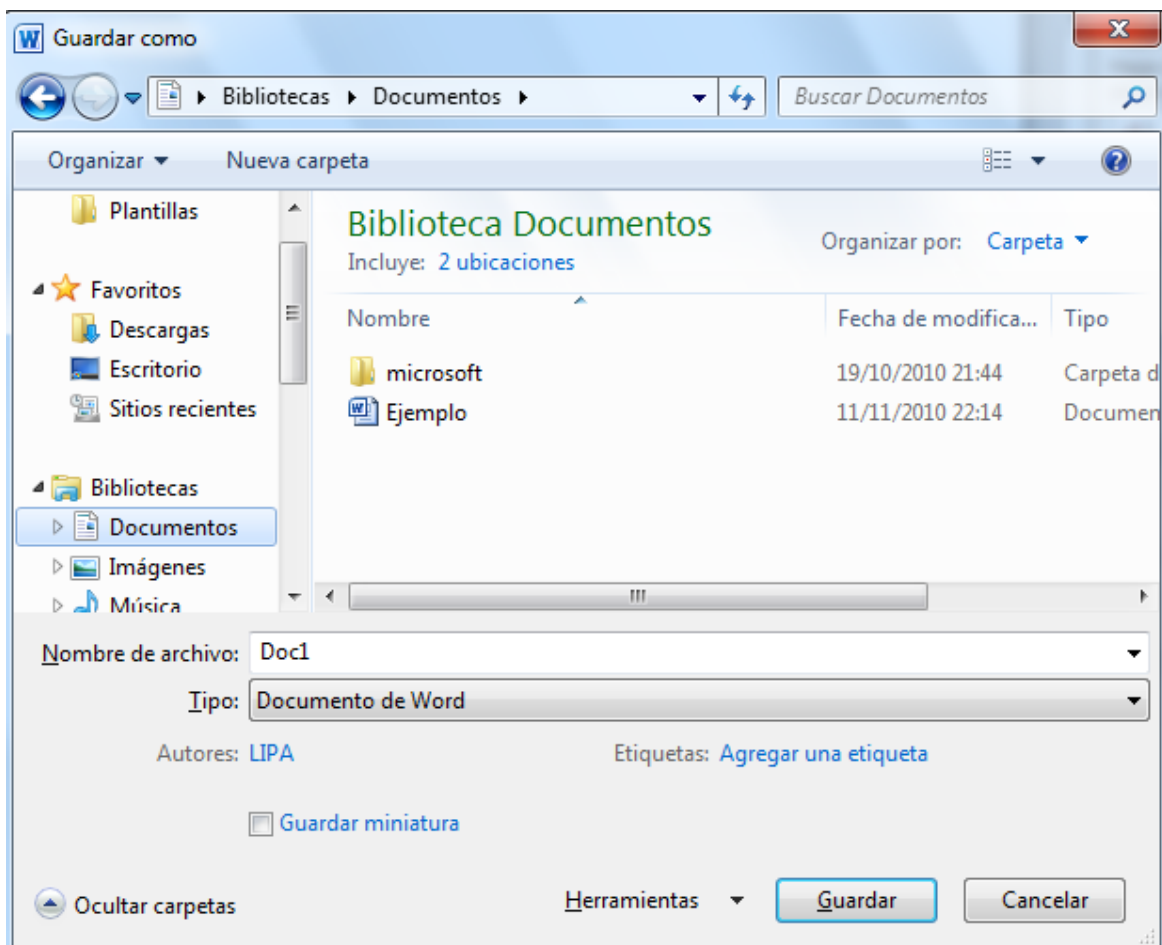 Guardar como
Bibliotecas Documentos Buscar Documentos
Organizar Nueva carpeta
Plantillas
Favoritos
Descargas
Escritorio
Sitios recientes
Bibliotecas
Documentos
Imágenes
Música
Biblioteca Documentos
Incluye: 2 ubicaciones
Organizar por: Carpeta
Nombre Fecha de modifica... Tipo
microsoft 19/10/2010 21:44 Carpeta d
Ejemplo 11/11/2010 22:14 Documen
Nombre de archivo: Doc1
Tipo: Documento de Word
Autores: LIPA Etiquetas: Agregar una etiqueta
Guardar miniatura
Ocultar carpetas Herramientas Guardar Cancelar